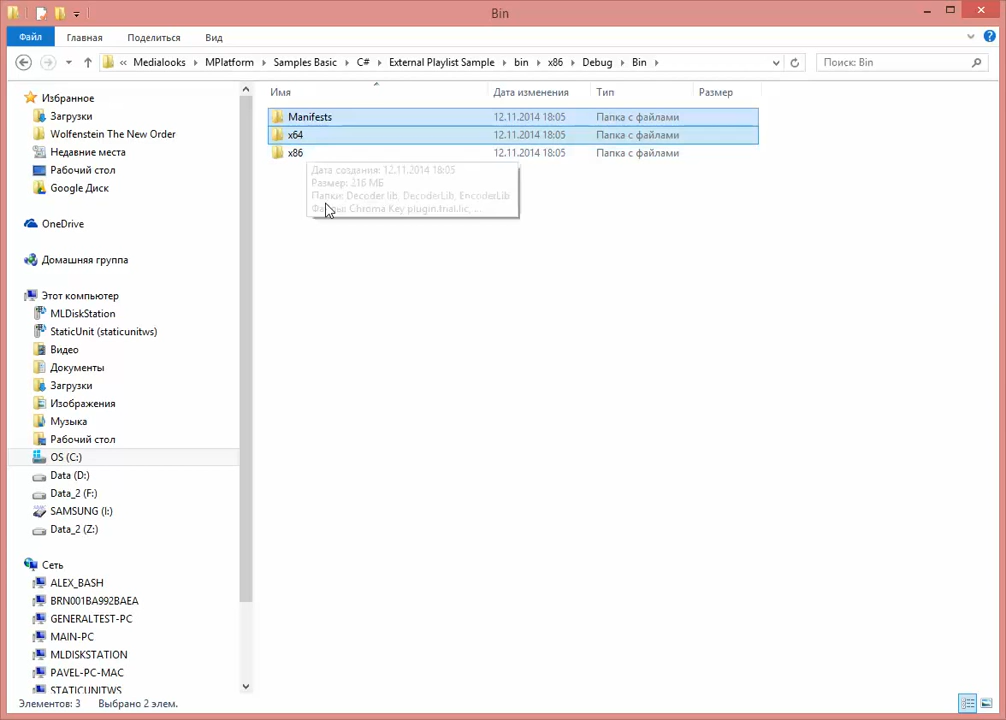 Bin
Файл
Главная
Поделиться
Вид
« Medialooks MPlatform Samples Basic C# External Playlist Sample bin x86 Debug Bin
Поиск: Bin
Имя Дата изменения Тип Размер
Manifests 12.11.2014 18:05 Папка с файлами
x64 12.11.2014 18:05 Папка с файлами
x86 12.11.2014 18:05 Папка с файлами
Дата создания: 12.11.2014 18:05
Размер: 216 МБ
Папки: Decoder lib, DecoderLib, EncoderLib
Файлы: Chroma Key plugin.trial.lic, ...
Избранное
Загрузки
Wolfenstein The New Order
Недавние места
Рабочий стол
Google Диск
OneDrive
Домашняя группа
Этот компьютер
MLDiskStation
StaticUnit (staticunitws)
Видео
Документы
Загрузки
Изображения
Музыка
Рабочий стол
OS (C:)
Data (D:)
Data_2 (F:)
SAMSUNG (I:)
Data_2 (Z:)
Сеть
ALEX_BASH
BRN001BA992BAEA
GENERALTEST-PC
MAIN-PC
MLDISKSTATION
PAVEL-PC-MAC
STATICUNITWS
Элементов: 3 Выбрано 2 элем.